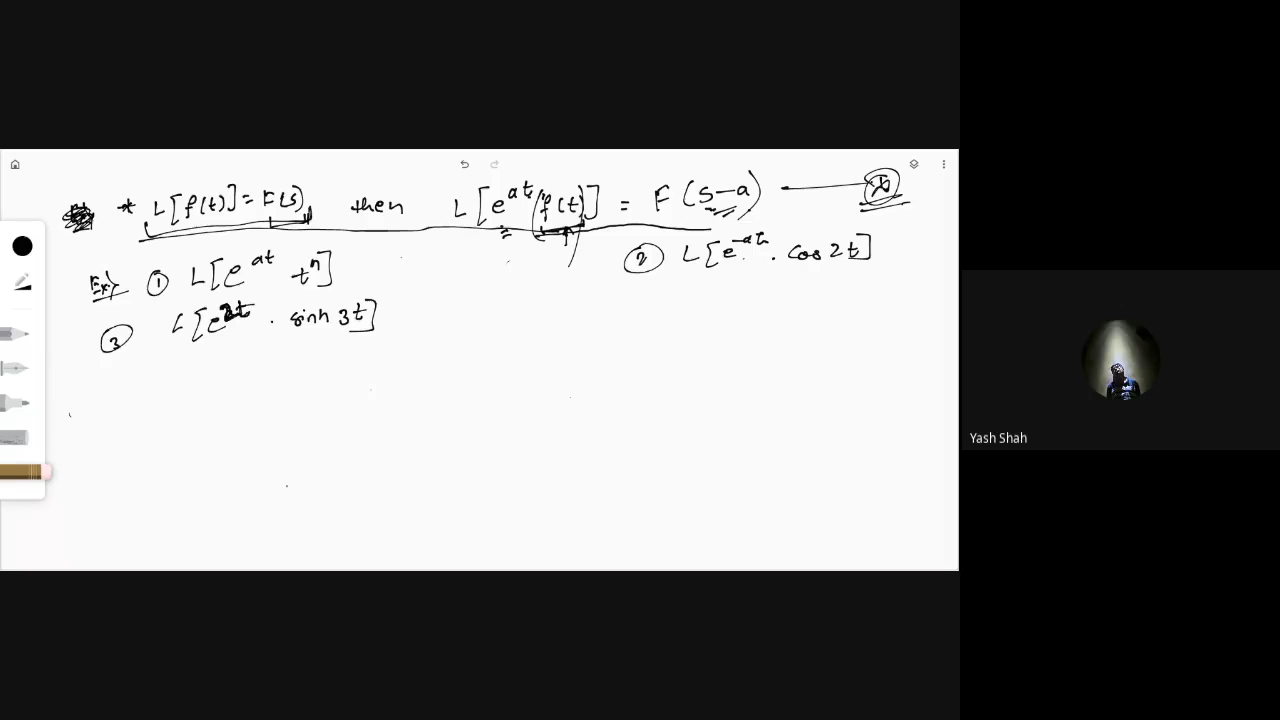 * L[f(t)] = F(s) then L[e^{at} f(t)] = F(s-a)
Ex) ① L[e^{at} t^n] ② L[e^{-at} . cos 2t]
③ L[e^{2t} . sinh 3t]
Yash Shah